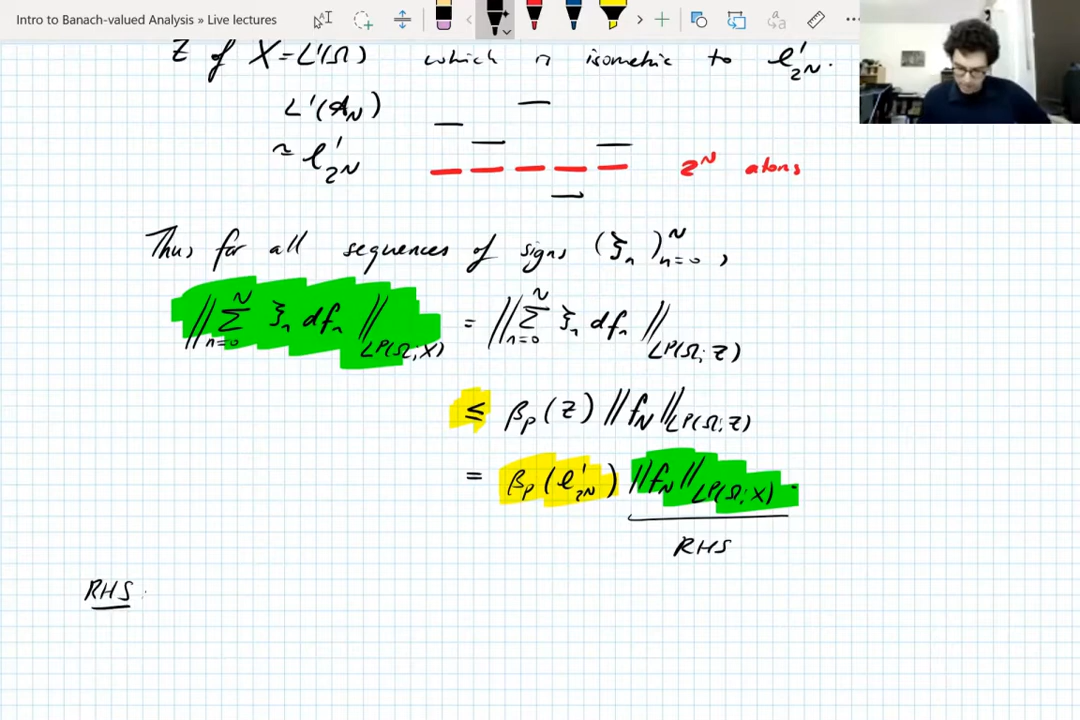 Intro to Banach-valued Analysis » Live lectures
Z of X = L¹(Ω) which is isometric to ℓ¹_{2^N}.
L¹(𝒜_N)
≈ ℓ¹_{2^N}
2^N atoms
Thus for all sequences of signs (ξ_n)_{n=0}^N,
‖∑_{n=0}^N ξ_n df_n‖_{L^p(Ω;X)} = ‖∑_{n=0}^N ξ_n df_n‖_{L^p(Ω;Z)}
≤ β_p(Z) ‖f_N‖_{L^p(Ω;Z)}
= β_p(ℓ¹_{2^N}) ‖f_N‖_{L^p(Ω;X)}.
RHS
RHS: